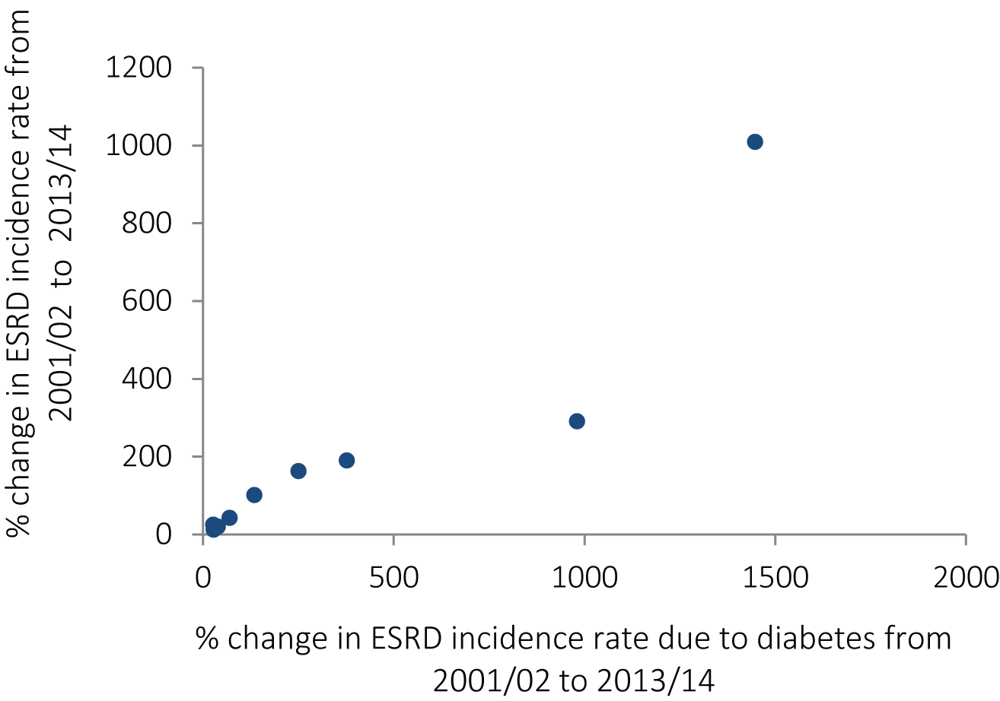 % change in ESRD incidence rate from
2001/02 to 2013/14
1200
1000
800
600
400
200
0
0 500 1000 1500 2000
% change in ESRD incidence rate due to diabetes from
2001/02 to 2013/14